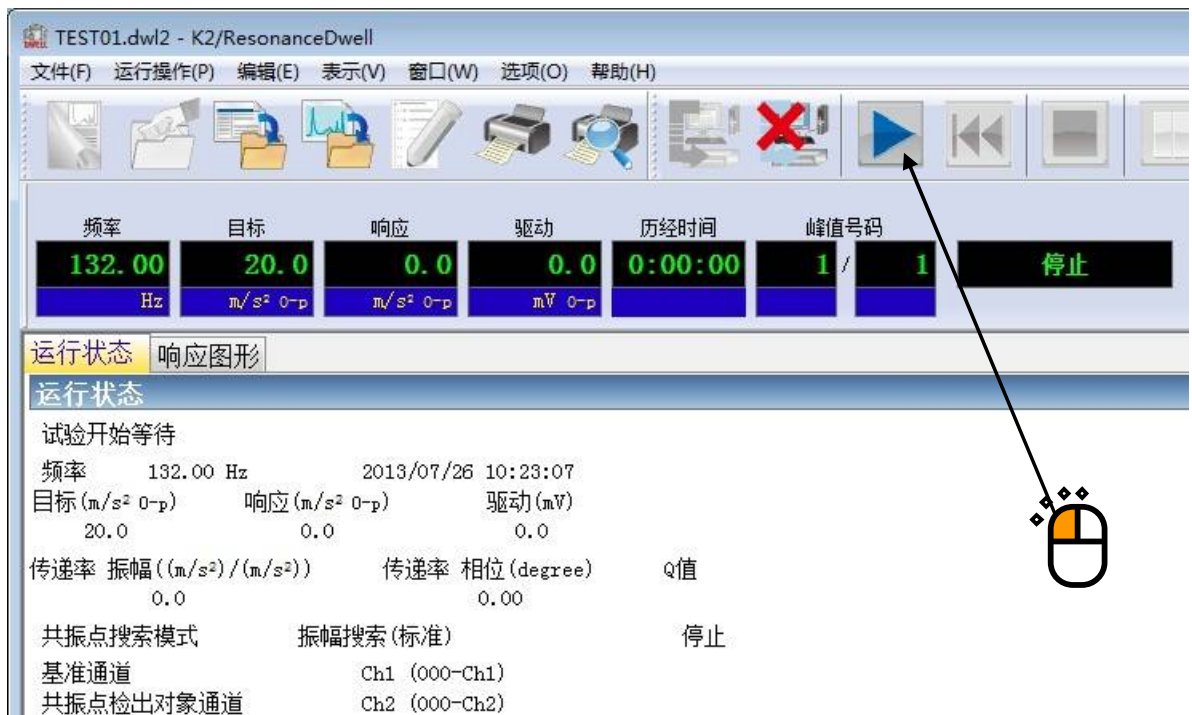 TEST01.dwl2 - K2/ResonanceDwell
文件(F) 运行操作(P) 编辑(E) 表示(V) 窗口(W) 选项(O) 帮助(H)
频率 目标 响应 驱动 历经时间 峰值号码
132.00 20.0 0.0 0.0 0:00:00 1 / 1 停止
Hz m/s² 0-p m/s² 0-p mV 0-p
运行状态 响应图形
运行状态
试验开始等待
频率 132.00 Hz 2013/07/26 10:23:07
目标(m/s² 0-p) 响应(m/s² 0-p) 驱动(mV)
20.0 0.0 0.0
传递率 振幅((m/s²)/(m/s²)) 传递率 相位(degree) Q值
0.0 0.00
共振点搜索模式 振幅搜索(标准) 停止
基准通道 Ch1 (000-Ch1)
共振点检出对象通道 Ch2 (000-Ch2)